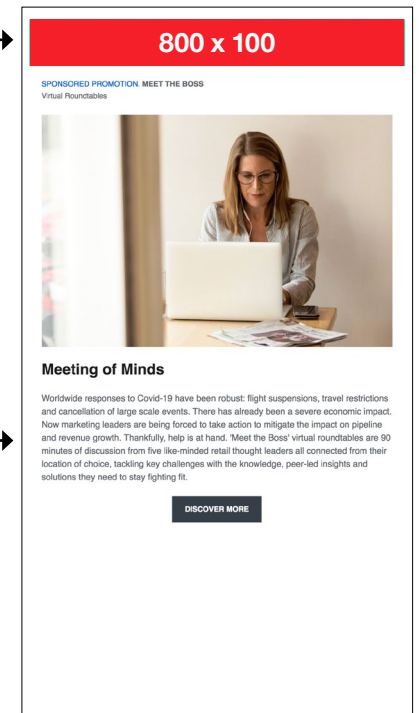 800 x 100
SPONSORED PROMOTION. MEET THE BOSS
Virtual Roundtables
Meeting of Minds
Worldwide responses to Covid-19 have been robust: flight suspensions, travel restrictions
and cancellation of large scale events. There has already been a severe economic impact.
Now marketing leaders are being forced to take action to mitigate the impact on pipeline
and revenue growth. Thankfully, help is at hand. 'Meet the Boss' virtual roundtables are 90
minutes of discussion from five like-minded retail thought leaders all connected from their
location of choice, tackling key challenges with the knowledge, peer-led insights and
solutions they need to stay fighting fit.
DISCOVER MORE